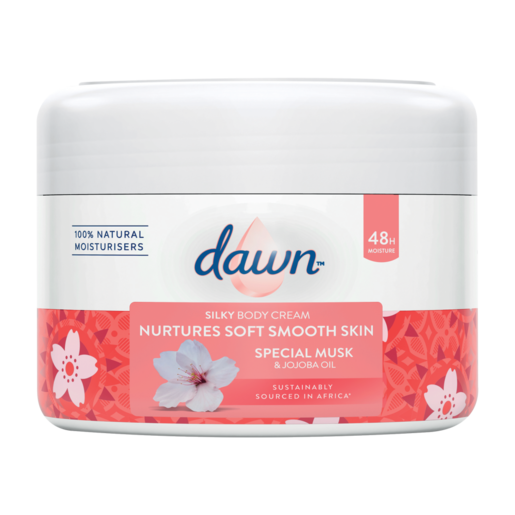 100% NATURAL
MOISTURISERS
dawn™
48H
MOISTURE
SILKY BODY CREAM
NURTURES SOFT SMOOTH SKIN
SPECIAL MUSK
& JOJOBA OIL
SUSTAINABLY
SOURCED IN AFRICA*